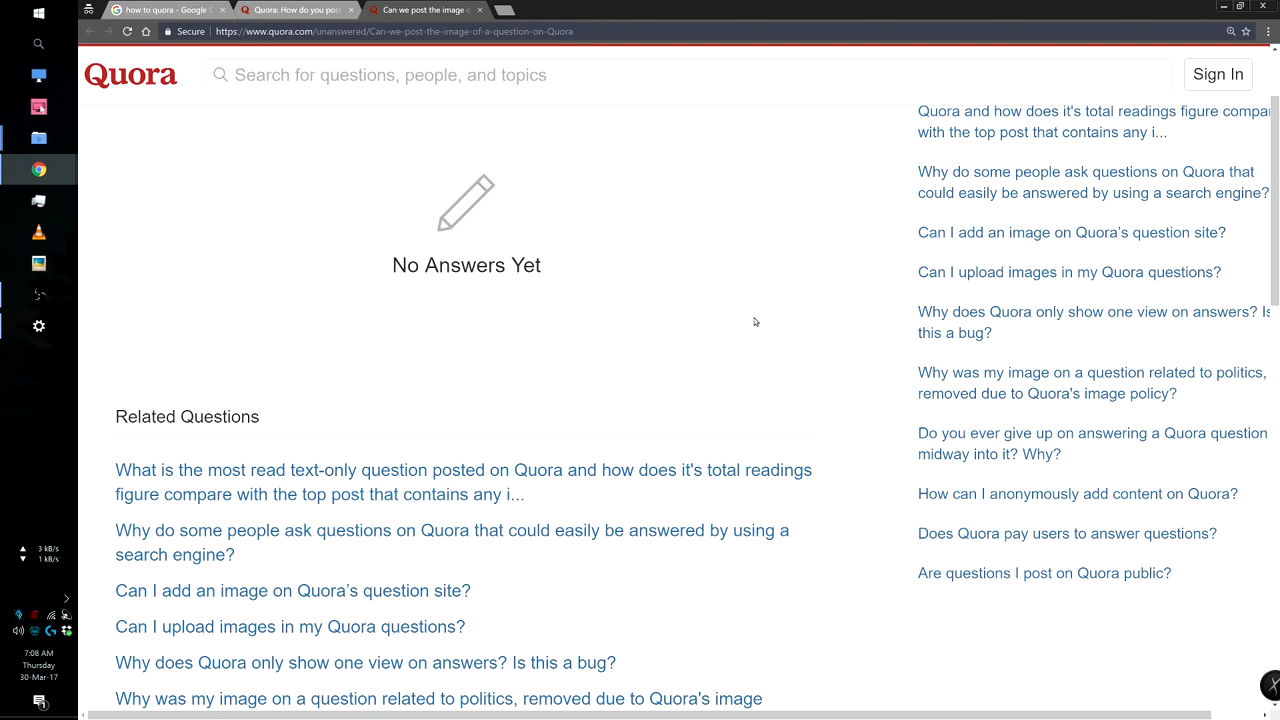 how to quora - Google S
Quora: How do you post
Can we post the image o
Secure
https://www.quora.com/unanswered/Can-we-post-the-image-of-a-question-on-Quora
Quora
Search for questions, people, and topics
Sign In
No Answers Yet
Related Questions
What is the most read text-only question posted on Quora and how does it's total readings
figure compare with the top post that contains any i...
Why do some people ask questions on Quora that could easily be answered by using a
search engine?
Can I add an image on Quora's question site?
Can I upload images in my Quora questions?
Why does Quora only show one view on answers? Is this a bug?
Why was my image on a question related to politics, removed due to Quora's image
Quora and how does it's total readings figure compar
with the top post that contains any i...
Why do some people ask questions on Quora that
could easily be answered by using a search engine?
Can I add an image on Quora's question site?
Can I upload images in my Quora questions?
Why does Quora only show one view on answers? Is
this a bug?
Why was my image on a question related to politics,
removed due to Quora's image policy?
Do you ever give up on answering a Quora question
midway into it? Why?
How can I anonymously add content on Quora?
Does Quora pay users to answer questions?
Are questions I post on Quora public?
3 kB/s
1 kB/s
7:08 AM
Thursday
30-Mar-17
1